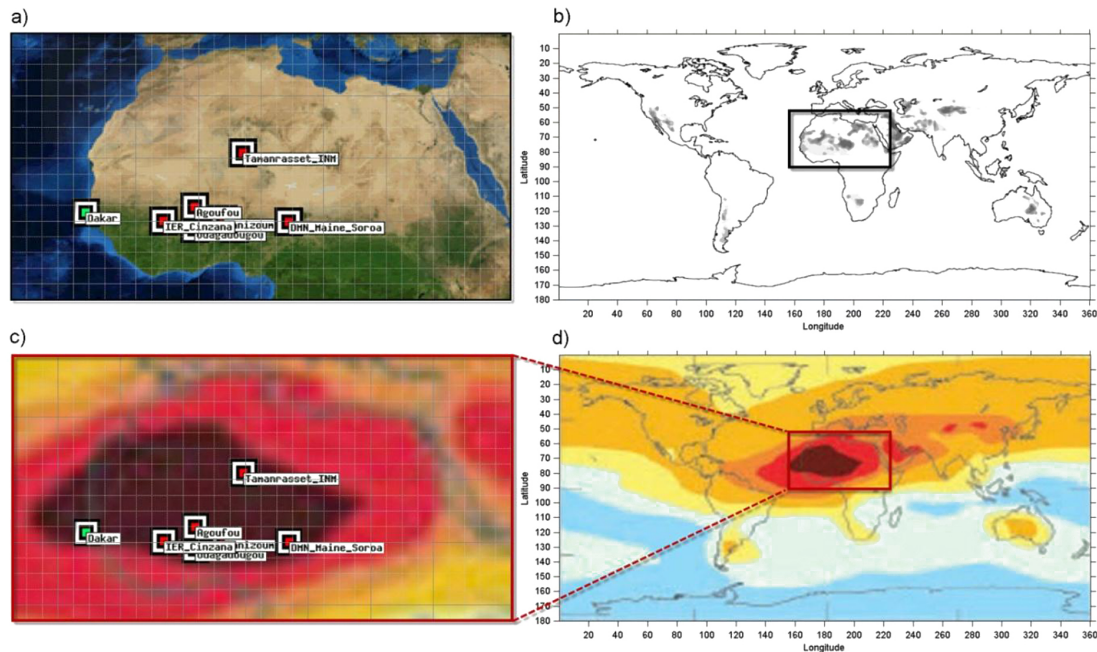 a)
b)
Tamanrasset_INM
Dakar
Agoufou
IER_Cinzana
nizoum
Ouagadougou
DMN_Maine_Soroa
Latitude
10
20
30
40
50
60
70
80
90
100
110
120
130
140
150
160
170
180
20 40 60 80 100 120 140 160 180 200 220 240 260 280 300 320 340 360
Longitude
c)
d)
Tamanrasset_INM
Dakar
Agoufou
IER_Cinzana
nizoum
Ouagadougou
DMN_Maine_Soroa
Latitude
10
20
30
40
50
60
70
80
90
100
110
120
130
140
150
160
170
180
20 40 60 80 100 120 140 160 180 200 220 240 260 280 300 320 340 360
Longitude